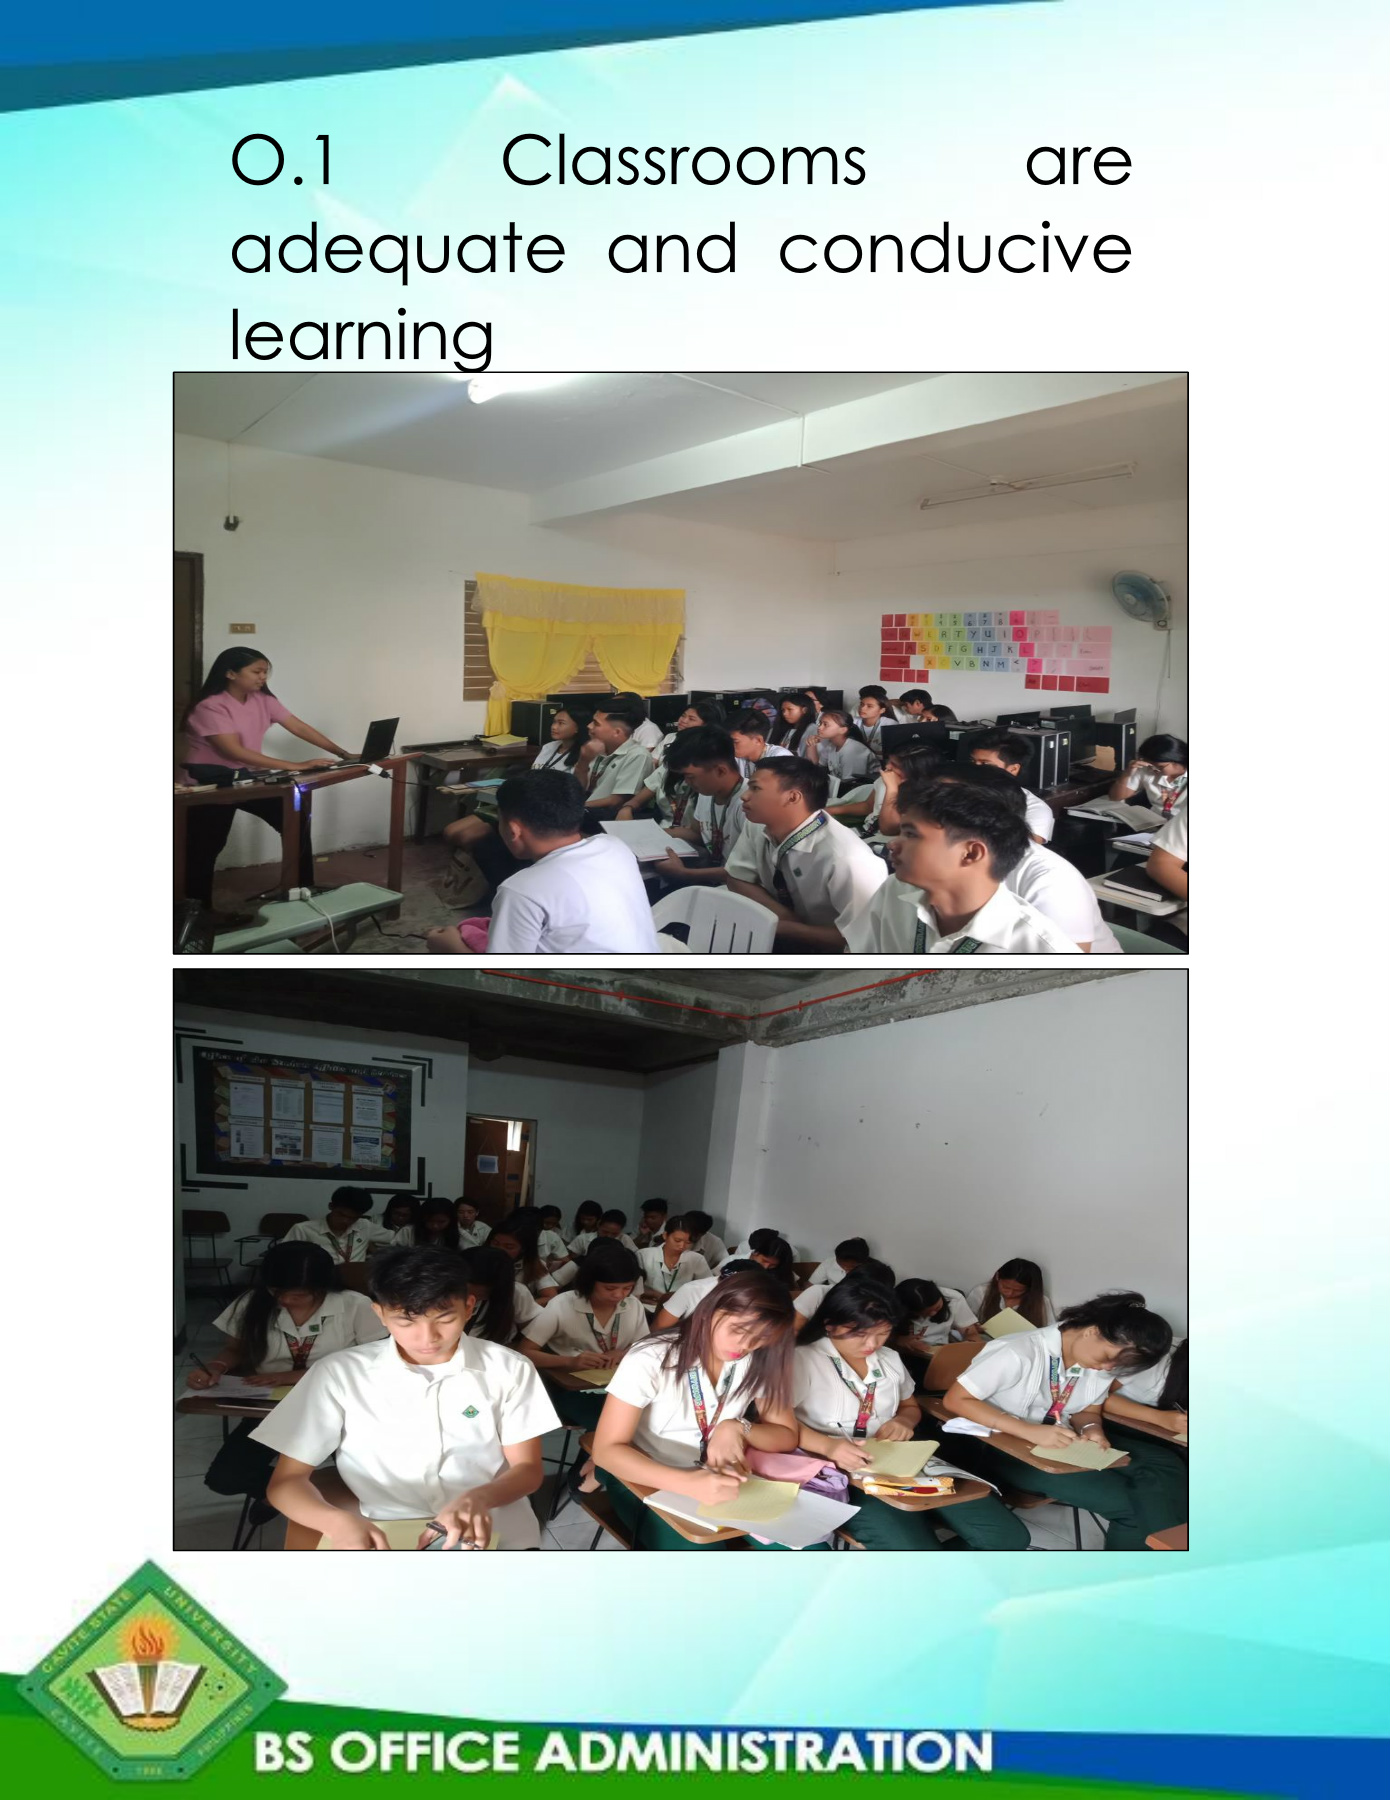 O.1 Classrooms are
adequate and conducive
learning
E R T Y U I O P
A S D F G H J K L
X C V B N M
CAVITE STATE UNIVERSITY
CAVITE PHILIPPINES
1906
BS OFFICE ADMINISTRATION